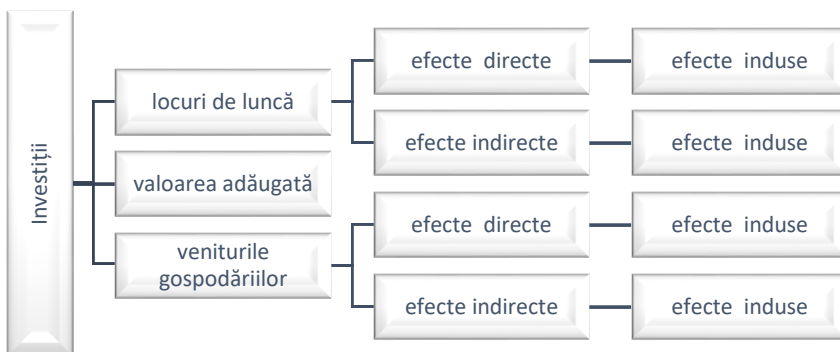 Investiții
locuri de luncă
efecte directe
efecte induse
efecte indirecte
efecte induse
valoarea adăugată
veniturile
gospodăriilor
efecte directe
efecte induse
efecte indirecte
efecte induse